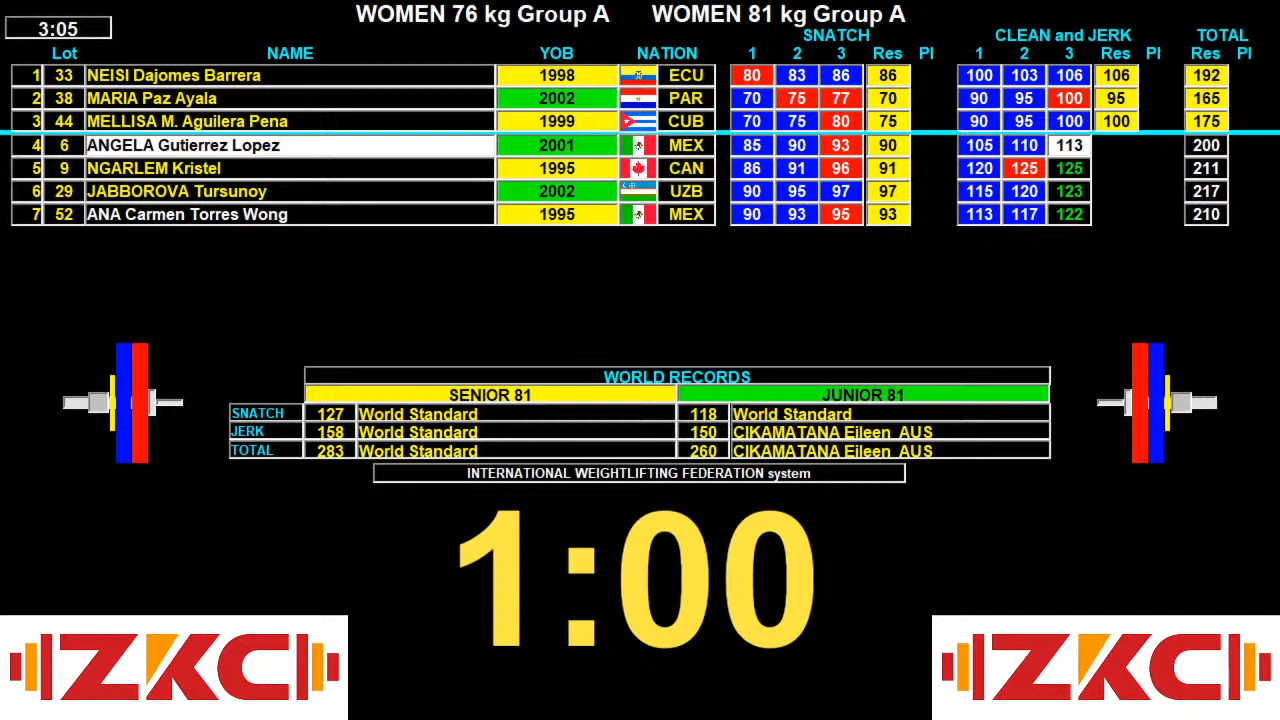 WOMEN 76 kg Group A WOMEN 81 kg Group A
3:05 SNATCH CLEAN and JERK TOTAL
Lot NAME YOB NATION 1 2 3 Res Pl 1 2 3 Res Pl Res Pl
1 33 NEISI Dajomes Barrera 1998 ECU 80 83 86 86 100 103 106 106 192
2 38 MARIA Paz Ayala 2002 PAR 70 75 77 70 90 95 100 95 165
3 44 MELLISA M. Aguilera Pena 1999 CUB 70 75 80 75 90 95 100 100 175
4 6 ANGELA Gutierrez Lopez 2001 MEX 85 90 93 90 105 110 113 200
5 9 NGARLEM Kristel 1995 CAN 86 91 96 91 120 125 125 211
6 29 JABBOROVA Tursunoy 2002 UZB 90 95 97 97 115 120 123 217
7 52 ANA Carmen Torres Wong 1995 MEX 90 93 95 93 113 117 122 210
WORLD RECORDS
SENIOR 81 JUNIOR 81
SNATCH 127 World Standard 118 World Standard
JERK 158 World Standard 150 CIKAMATANA Eileen AUS
TOTAL 283 World Standard 260 CIKAMATANA Eileen AUS
INTERNATIONAL WEIGHTLIFTING FEDERATION system
1:00
ZKC ZKC